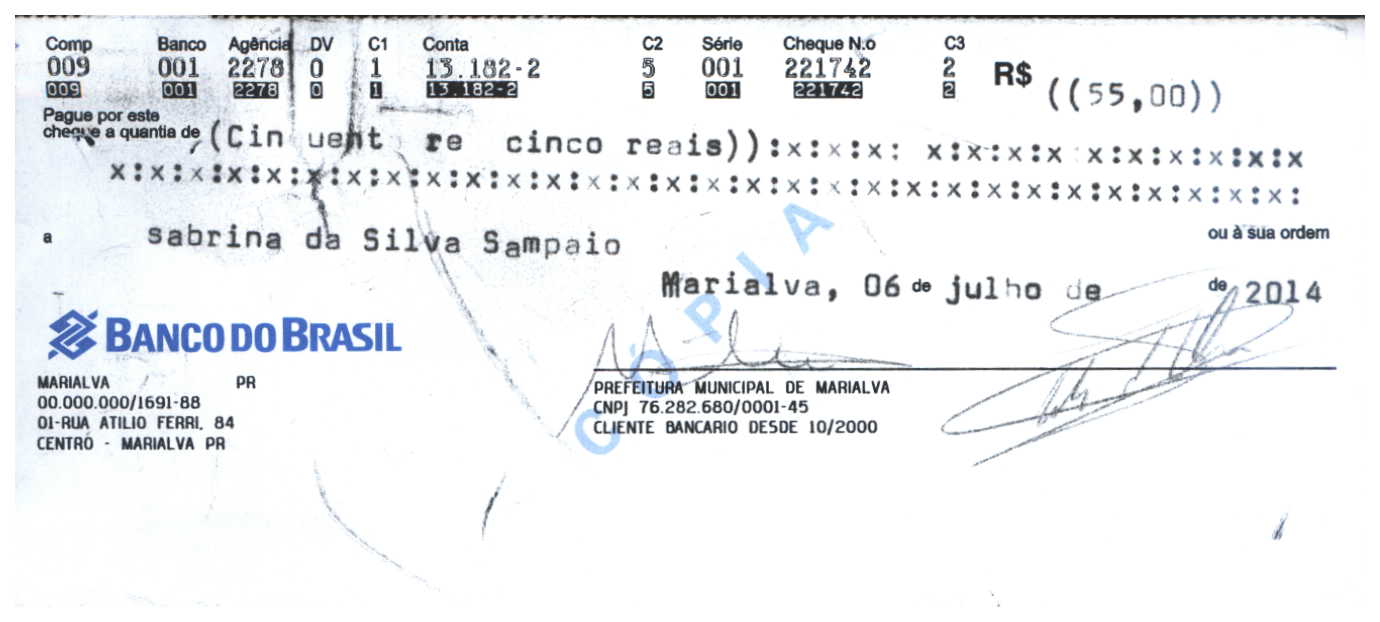 Comp Banco Agência DV C1 Conta C2 Série Cheque N.o C3
009 001 2278 0 1 13.182-2 5 001 221742 2 R$ ((55,00))
009 001 2278 0 1 13.182-2 5 001 221742 2
Pague por este
cheque a quantia de (Cin uent re cinco reais)):x:x:x: x:x:x:x x:x:x:x:x:x
x:x:x:x:x:x:x:x:x:x:x:x:x:x:x:x:x:x:x:x:x:x:x:x:x:x:x:x:x:x:
a sabrina da Silva Sampaio ou à sua ordem
Marialva, 06 de julho de de 2014
BANCO DO BRASIL
MARIALVA PR
00.000.000/1691-88
01-RUA ATILIO FERRI, 84
CENTRO - MARIALVA PR
PREFEITURA MUNICIPAL DE MARIALVA
CNPJ 76.282.680/0001-45
CLIENTE BANCARIO DESDE 10/2000
CÓPIA